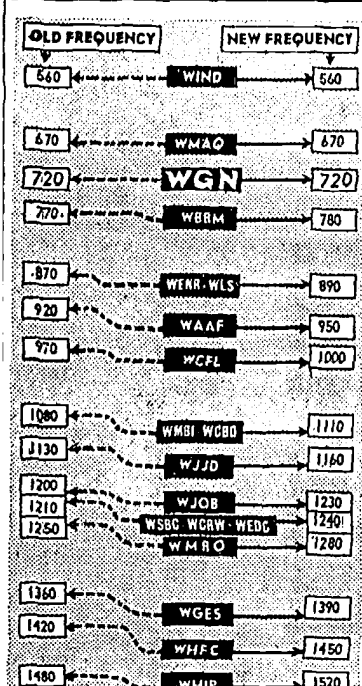 OLD FREQUENCY NEW FREQUENCY
560 WIND 560
670 WMAQ 670
720 WGN 720
770 WBBM 780
870 WENR-WLS 890
920 WAAF 950
970 WCFL 1000
1080 WMBI-WCBD 1110
1130 WJJD 1160
1200 WJOB 1230
1210 WSBC-WCRW-WEDC 1240
1250 WMRO 1280
1360 WGES 1390
1420 WHFC 1450
1480 WHIP 1520